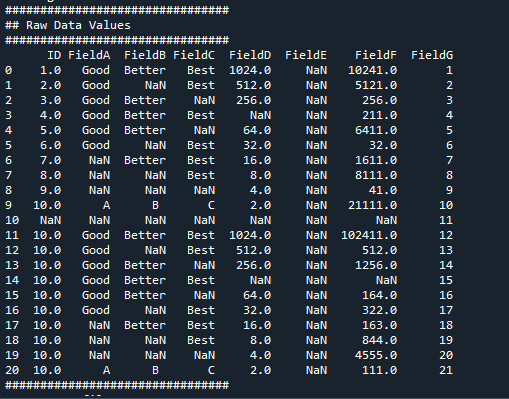 ################################
## Raw Data Values
################################
ID FieldA FieldB FieldC FieldD FieldE FieldF FieldG
0 1.0 Good Better Best 1024.0 NaN 10241.0 1
1 2.0 Good NaN Best 512.0 NaN 5121.0 2
2 3.0 Good Better NaN 256.0 NaN 256.0 3
3 4.0 Good Better Best NaN NaN 211.0 4
4 5.0 Good Better NaN 64.0 NaN 6411.0 5
5 6.0 Good NaN Best 32.0 NaN 32.0 6
6 7.0 NaN Better Best 16.0 NaN 1611.0 7
7 8.0 NaN NaN Best 8.0 NaN 8111.0 8
8 9.0 NaN NaN NaN 4.0 NaN 41.0 9
9 10.0 A B C 2.0 NaN 21111.0 10
10 NaN NaN NaN NaN NaN NaN NaN 11
11 10.0 Good Better Best 1024.0 NaN 102411.0 12
12 10.0 Good NaN Best 512.0 NaN 512.0 13
13 10.0 Good Better NaN 256.0 NaN 1256.0 14
14 10.0 Good Better Best NaN NaN NaN 15
15 10.0 Good Better NaN 64.0 NaN 164.0 16
16 10.0 Good NaN Best 32.0 NaN 322.0 17
17 10.0 NaN Better Best 16.0 NaN 163.0 18
18 10.0 NaN NaN Best 8.0 NaN 844.0 19
19 10.0 NaN NaN NaN 4.0 NaN 4555.0 20
20 10.0 A B C 2.0 NaN 111.0 21
################################